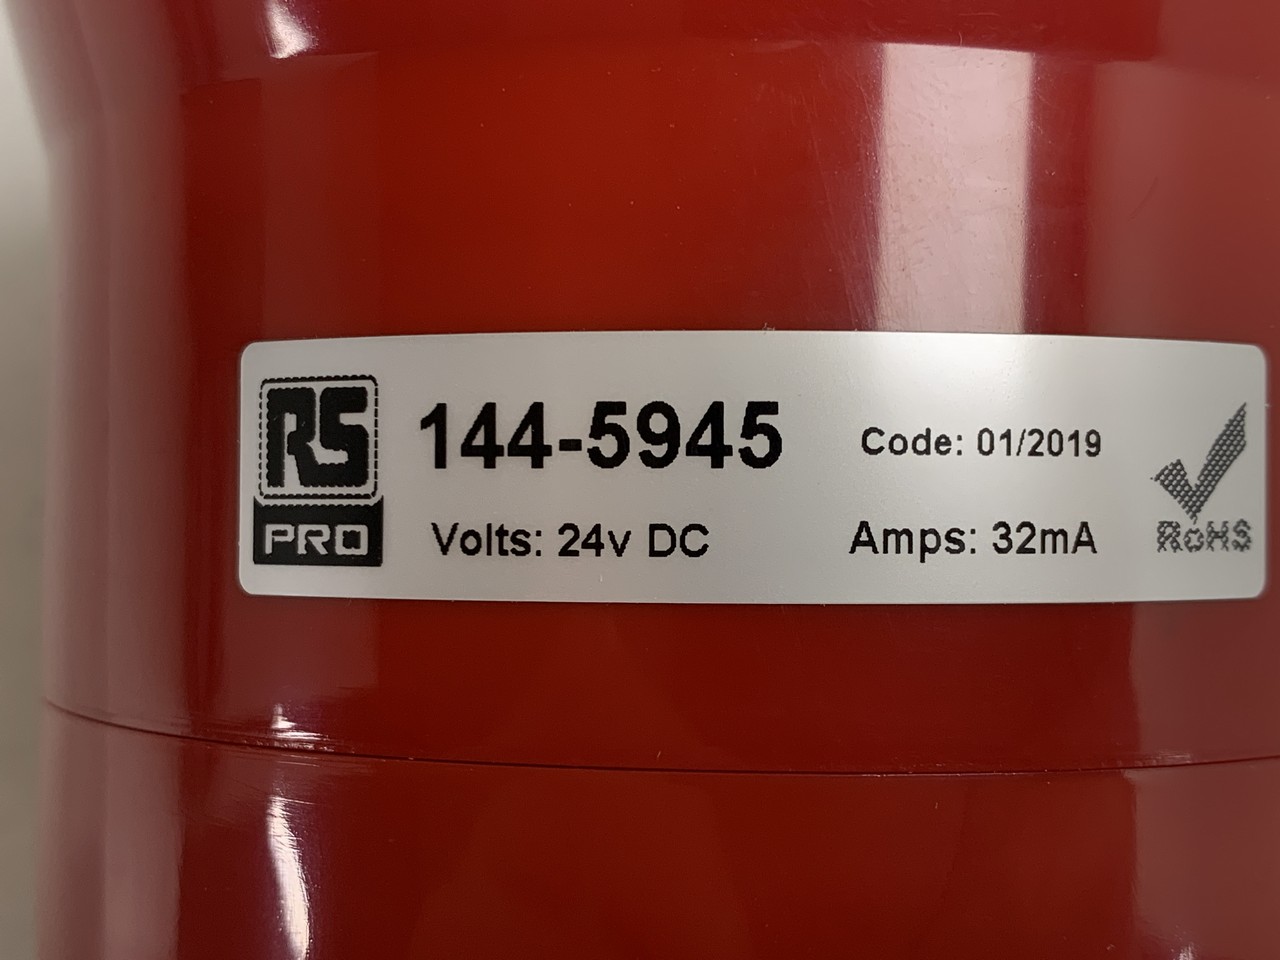 RS
PRO
144-5945
Code: 01/2019
Volts: 24v DC
Amps: 32mA
RoHS